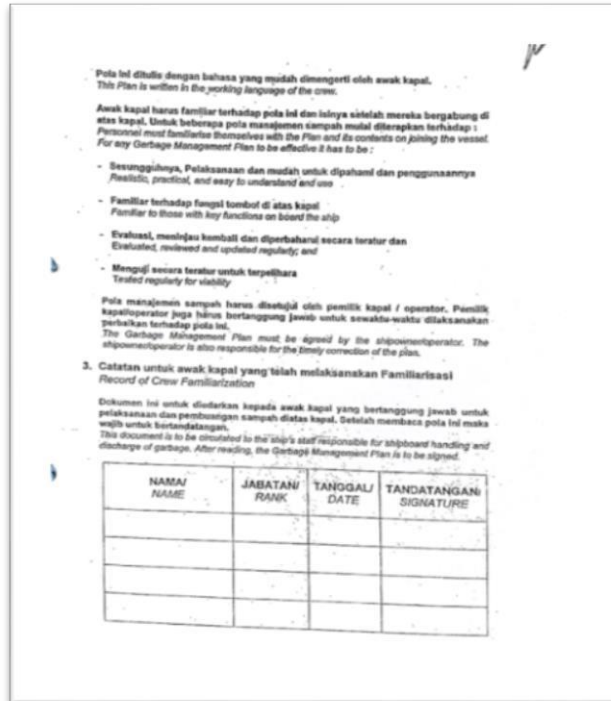 Pola ini ditulis dengan bahasa yang mudah dimengerti oleh awak kapal.
This Plan is written in the working language of the crew.
Awak kapal harus familiar terhadap pola ini dan isinya setelah mereka bergabung di
atas kapal. Untuk beberapa pola manajemen sampah mulai diterapkan terhadap :
Personnel must familiarise themselves with the Plan and its contents on joining the vessel.
For any Garbage Management Plan to be effective it has to be :
- Sesungguhnya, Pelaksanaan dan mudah untuk dipahami dan penggunaannya
Realistic, practical, and easy to understand and use
- Familiar terhadap fungsi tombol di atas kapal
Familiar to those with key functions on board the ship
- Evaluasi, meninjau kembali dan diperbaharui secara teratur dan
Evaluated, reviewed and updated regularly; and
- Menguji secara teratur untuk terpelihara
Tested regularly for viability
Pola manajemen sampah harus disetujui oleh pemilik kapal / operator. Pemilik
kapal/operator juga harus bertanggung jawab untuk sewaktu-waktu dilaksanakan
perbaikan terhadap pola ini.
The Garbage Management Plan must be agreed by the shipowner/operator. The
shipowner/operator is also responsible for the timely correction of the plan.
3. Catatan untuk awak kapal yang telah melaksanakan Familiarisasi
Record of Crew Familiarization
Dokumen ini untuk diedarkan kepada awak kapal yang bertanggung jawab untuk
pelaksanaan dan pembuangan sampah diatas kapal. Setelah membaca pola ini maka
wajib untuk bertandatangan.
This document is to be circulated to the ship's staff responsible for shipboard handling and
discharge of garbage. After reading, the Garbage Management Plan is to be signed.
NAMA/ JABATAN/ TANGGAL/ TANDATANGAN/
NAME RANK DATE SIGNATURE